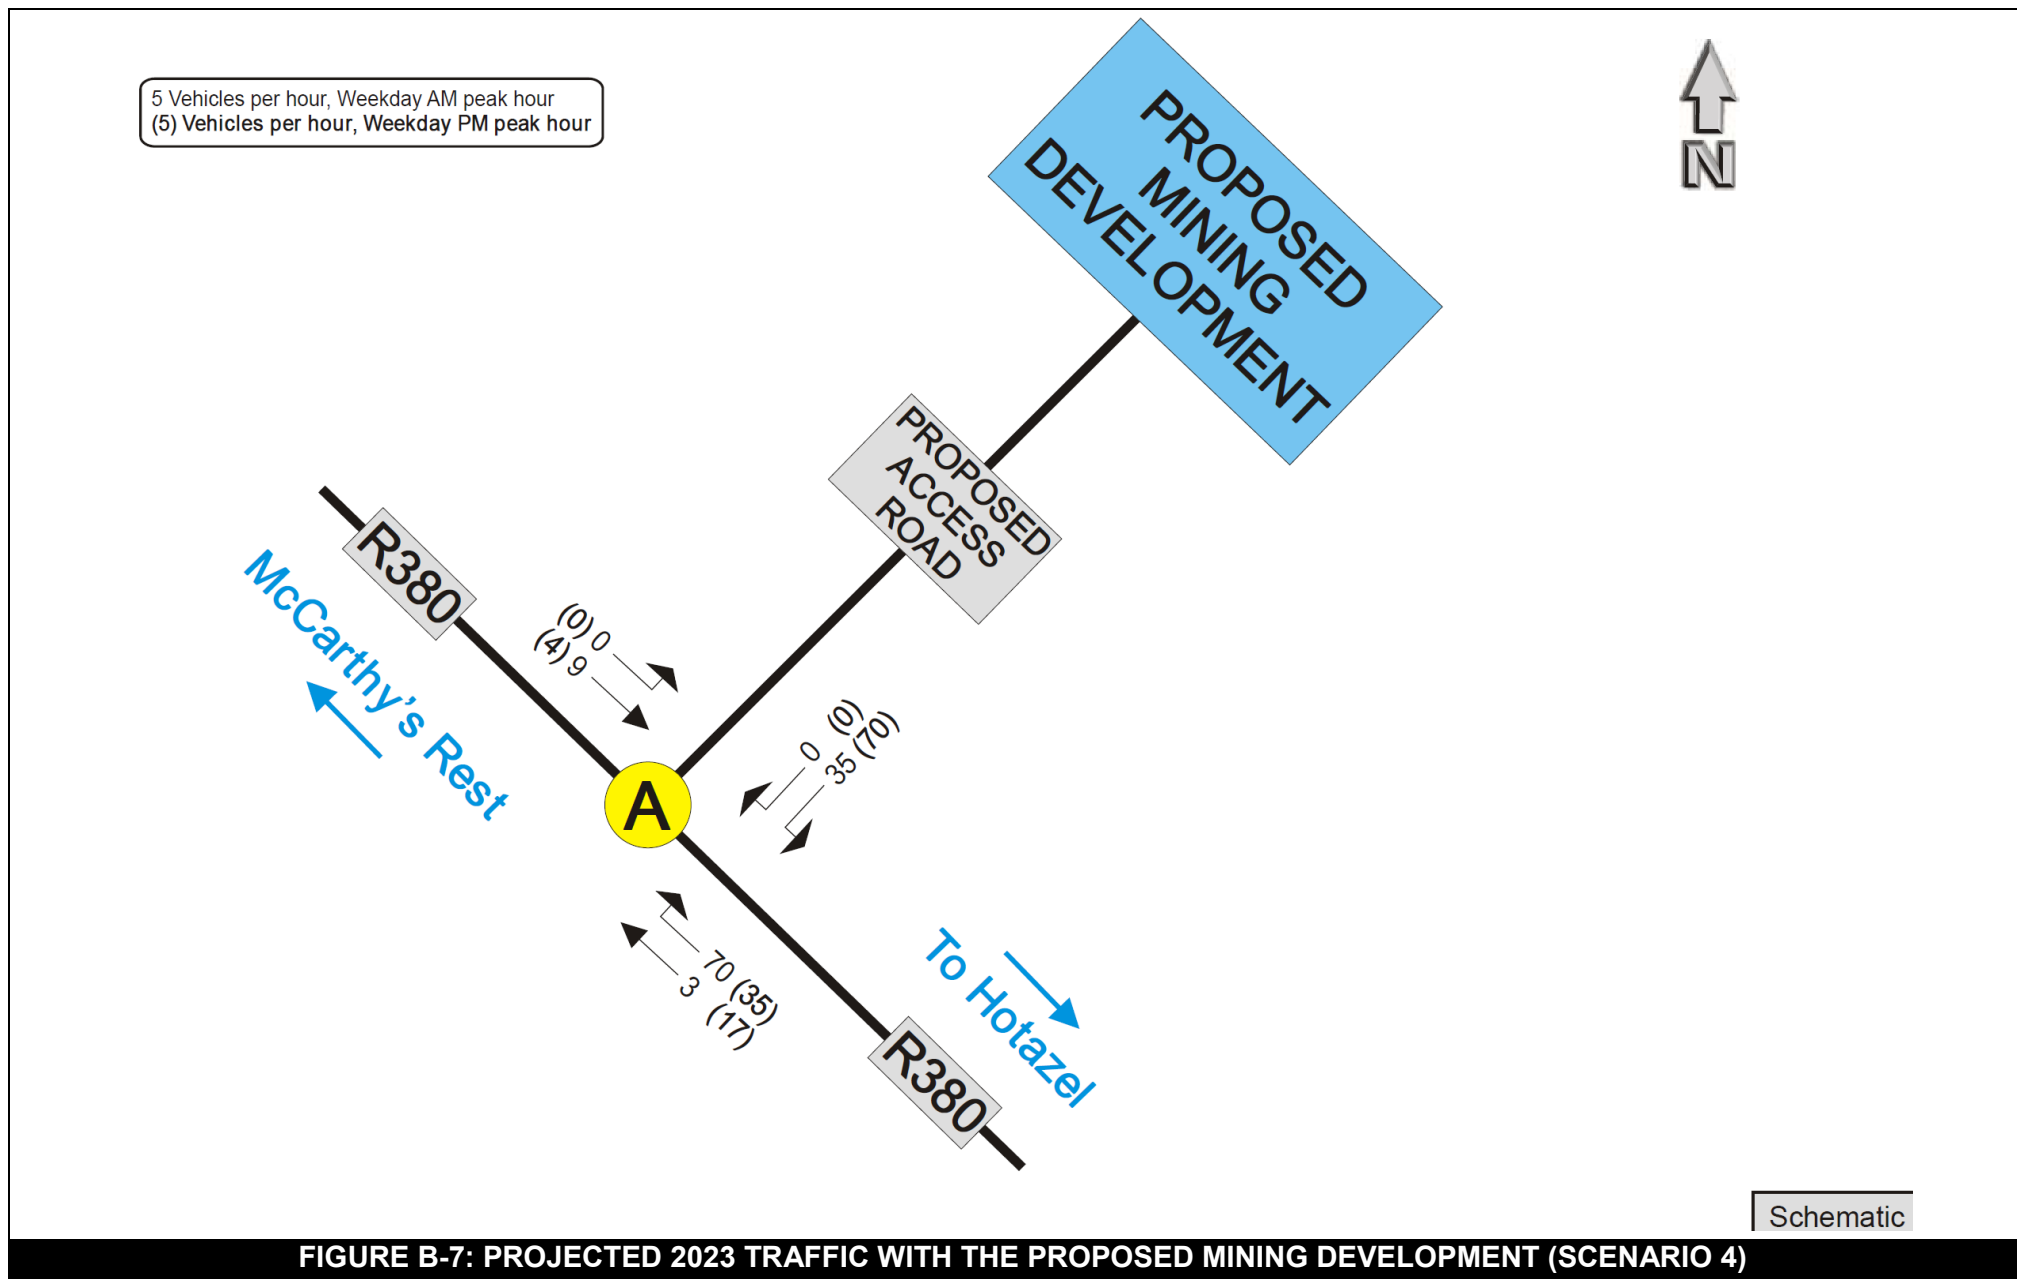 5 Vehicles per hour, Weekday AM peak hour
(5) Vehicles per hour, Weekday PM peak hour
N
PROPOSED
MINING
DEVELOPMENT
PROPOSED
ACCESS
ROAD
R380
McCarthy's Rest
(0) 0
(4) 9
0 (0)
35 (70)
A
70 (35)
3 (17)
To Hotazel
R380
Schematic
FIGURE B-7: PROJECTED 2023 TRAFFIC WITH THE PROPOSED MINING DEVELOPMENT (SCENARIO 4)